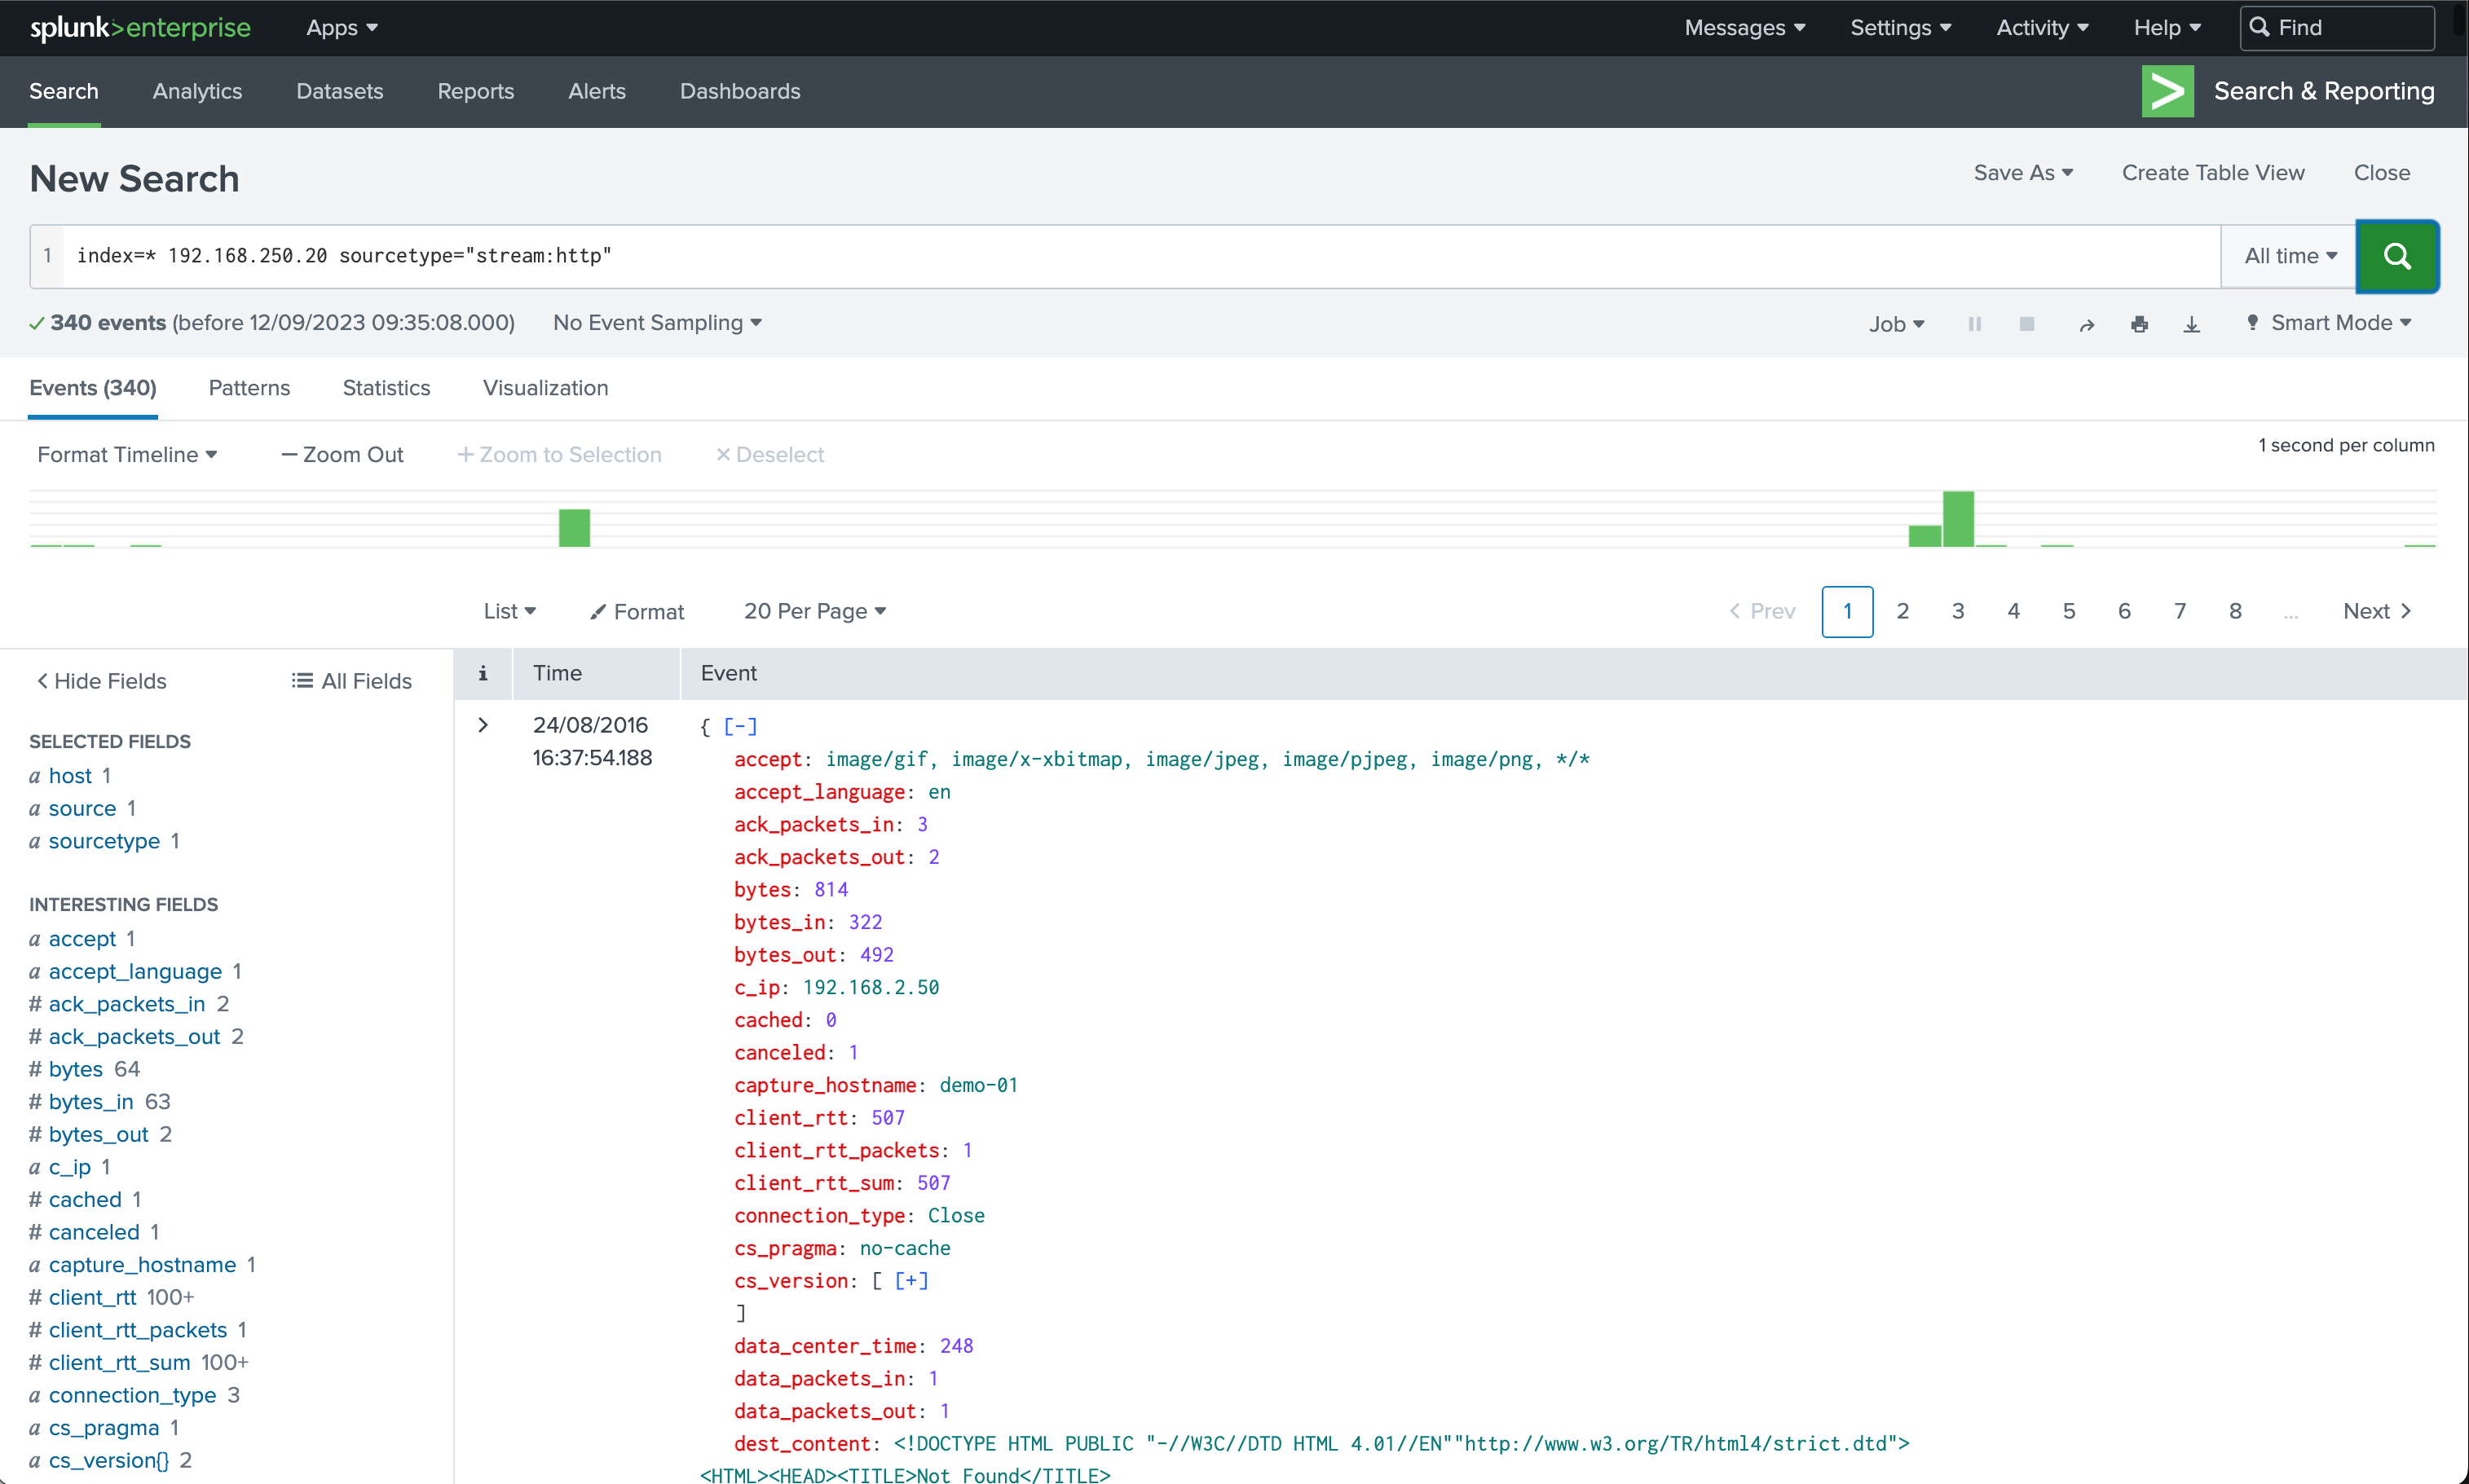 splunk>enterprise Apps Messages Settings Activity Help Find
Search Analytics Datasets Reports Alerts Dashboards Search & Reporting
New Search Save As Create Table View Close
1 index=* 192.168.250.20 sourcetype="stream:http" All time
340 events (before 12/09/2023 09:35:08.000) No Event Sampling Job Smart Mode
Events (340) Patterns Statistics Visualization
Format Timeline — Zoom Out + Zoom to Selection × Deselect 1 second per column
List Format 20 Per Page < Prev 1 2 3 4 5 6 7 8 ... Next >
< Hide Fields All Fields
SELECTED FIELDS
a host 1
a source 1
a sourcetype 1
INTERESTING FIELDS
a accept 1
a accept_language 1
# ack_packets_in 2
# ack_packets_out 2
# bytes 64
# bytes_in 63
# bytes_out 2
a c_ip 1
# cached 1
# canceled 1
a capture_hostname 1
# client_rtt 100+
# client_rtt_packets 1
# client_rtt_sum 100+
a connection_type 3
a cs_pragma 1
a cs_version{} 2
i Time Event
> 24/08/2016
16:37:54.188
{ [-]
accept: image/gif, image/x-xbitmap, image/jpeg, image/pjpeg, image/png, */*
accept_language: en
ack_packets_in: 3
ack_packets_out: 2
bytes: 814
bytes_in: 322
bytes_out: 492
c_ip: 192.168.2.50
cached: 0
canceled: 1
capture_hostname: demo-01
client_rtt: 507
client_rtt_packets: 1
client_rtt_sum: 507
connection_type: Close
cs_pragma: no-cache
cs_version: [ [+]
]
data_center_time: 248
data_packets_in: 1
data_packets_out: 1
dest_content: <!DOCTYPE HTML PUBLIC "-//W3C//DTD HTML 4.01//EN""http://www.w3.org/TR/html4/strict.dtd">
<HTML><HEAD><TITLE>Not Found</TITLE>